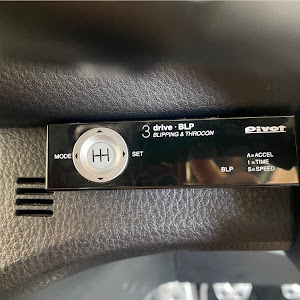 3 drive · BLP
BLIPPING & THROCON
Pivot
MODE
SET
A=ACCEL
t=TIME
S=SPEED
BLP